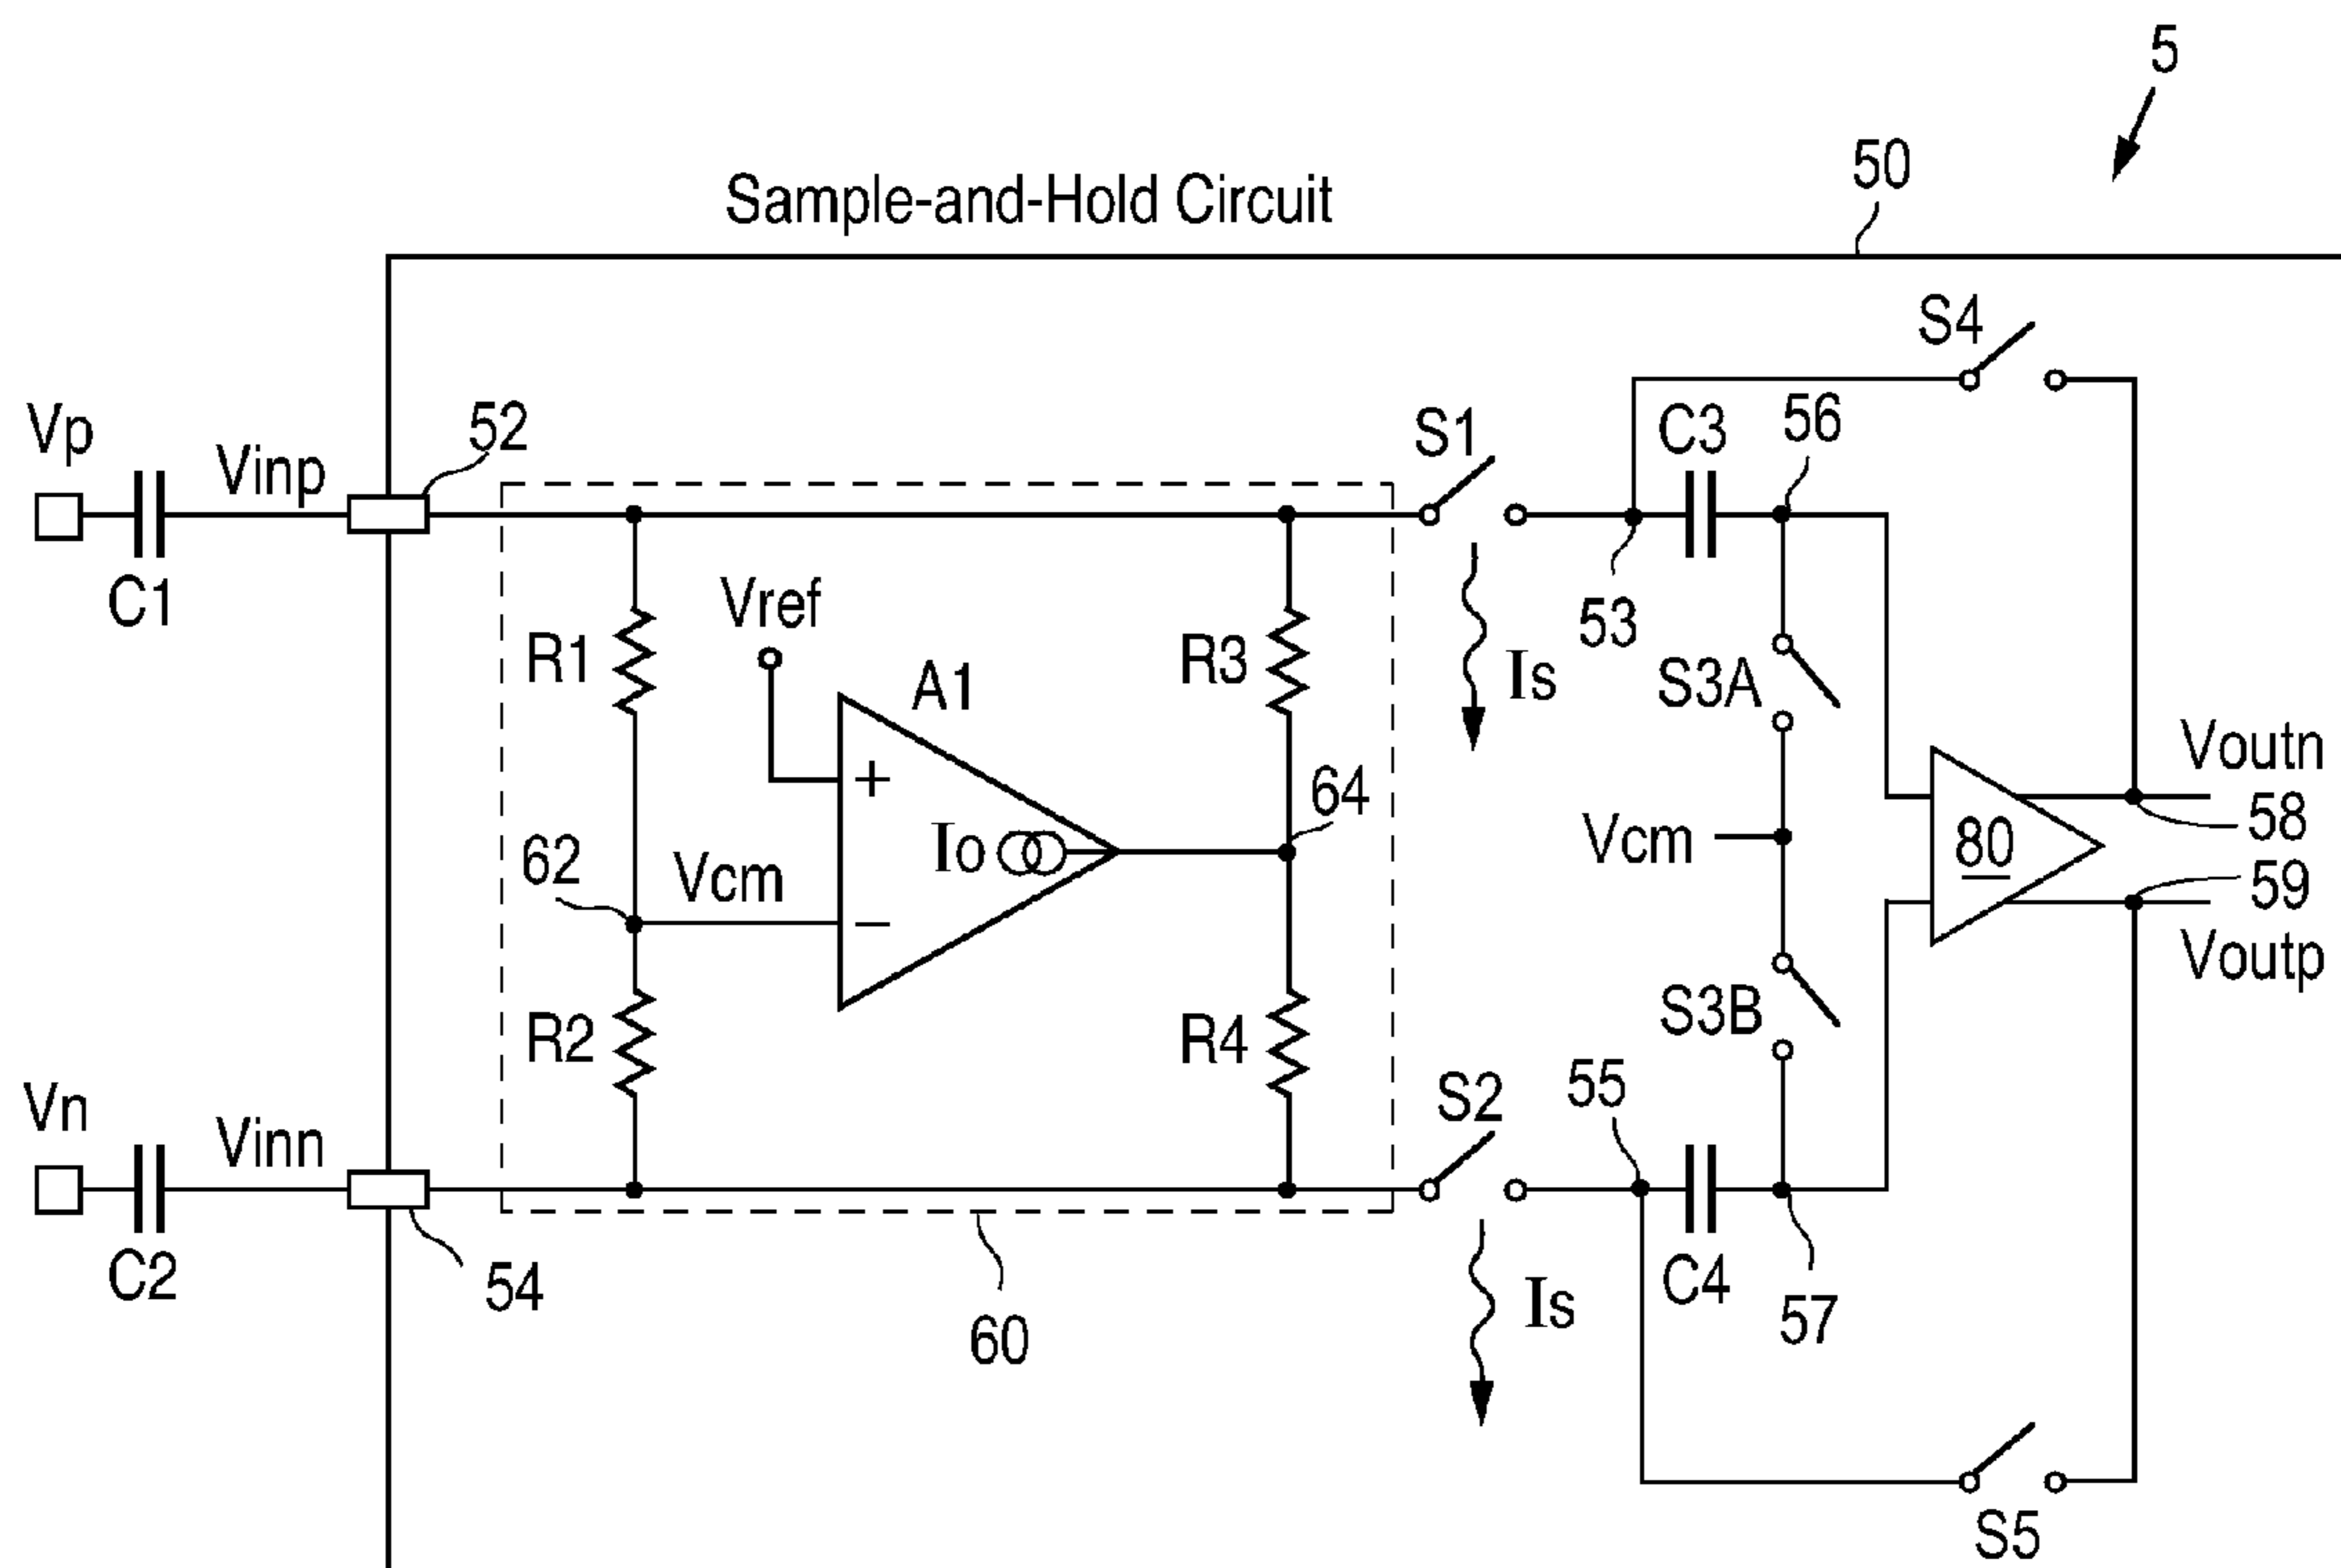 5
50
Sample-and-Hold Circuit
S4
Vp
Vinp
52
S1
C3
56
C1
Vref
R1
A1
R3
Is
53
S3A
+
64
Voutn
58
62
Vcm
Io
Vcm
80
59
−
Voutp
R2
R4
S3B
Vn
Vinn
S2
55
C2
54
60
Is
C4
57
S5